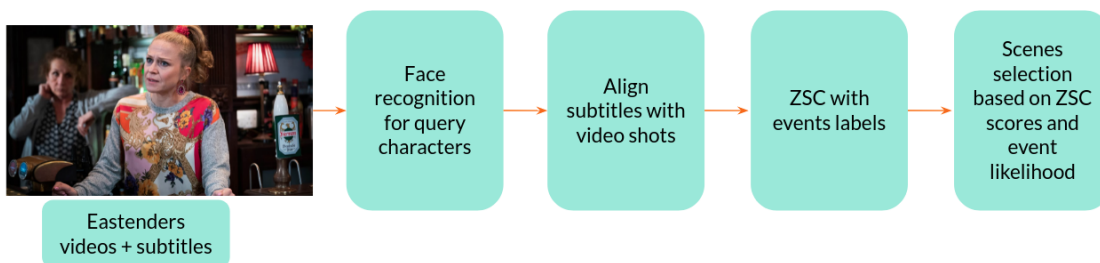 Eastenders
videos + subtitles
Face
recognition
for query
characters
Align
subtitles with
video shots
ZSC with
events labels
Scenes
selection
based on ZSC
scores and
event
likelihood